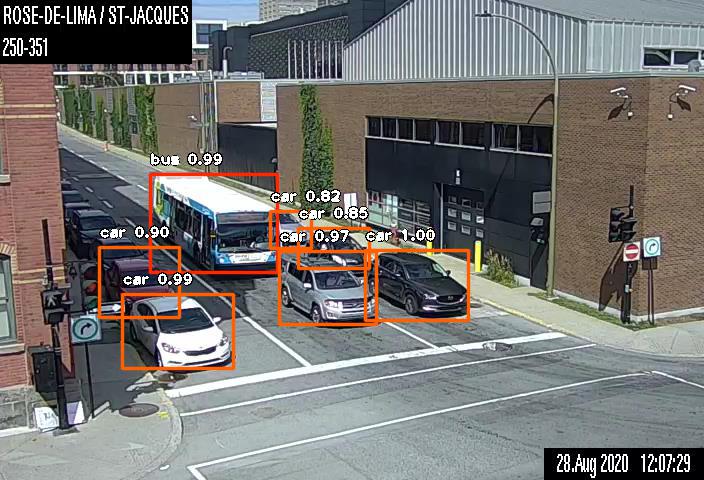 ROSE-DE-LIMA / ST-JACQUES
250-351
bus 0.99
car 0.82
car 0.85
car 0.90
car 0.97
car 1.00
car 0.99
28.Aug 2020 12:07:29